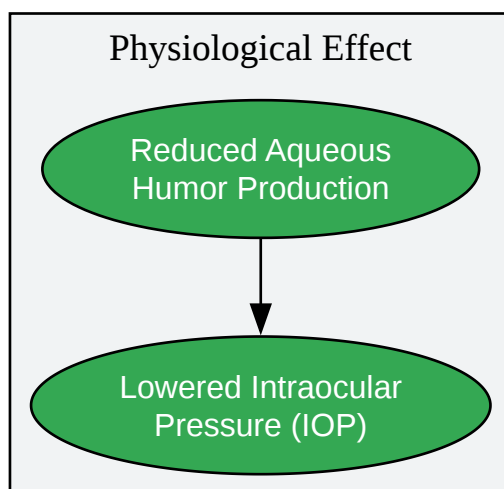 Physiological Effect
Reduced Aqueous
Humor Production
Lowered Intraocular
Pressure (IOP)